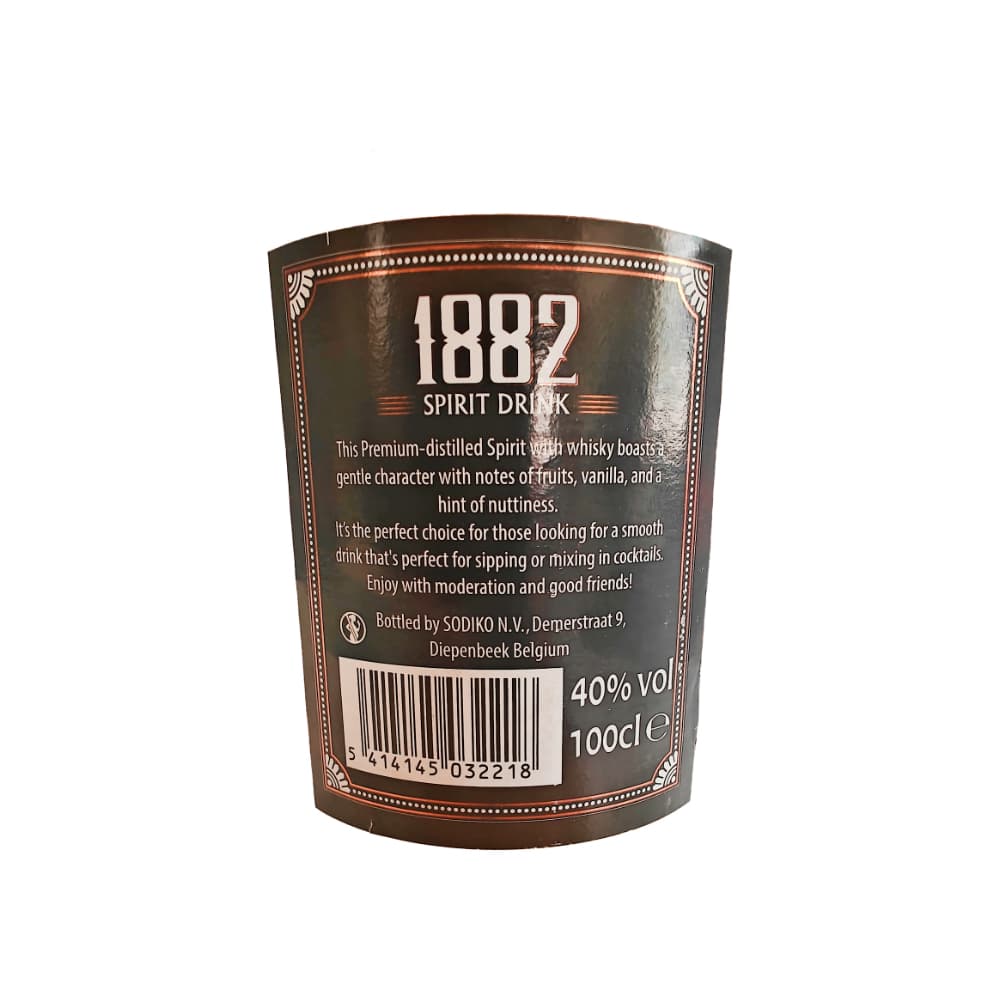 1882
SPIRIT DRINK
This Premium-distilled Spirit with whisky boasts a
gentle character with notes of fruits, vanilla, and a
hint of nuttiness.
It's the perfect choice for those looking for a smooth
drink that's perfect for sipping or mixing in cocktails.
Enjoy with moderation and good friends!
Bottled by SODIKO N.V., Demerstraat 9,
Diepenbeek Belgium
40% vol
100cl ℮
5 414145 032218